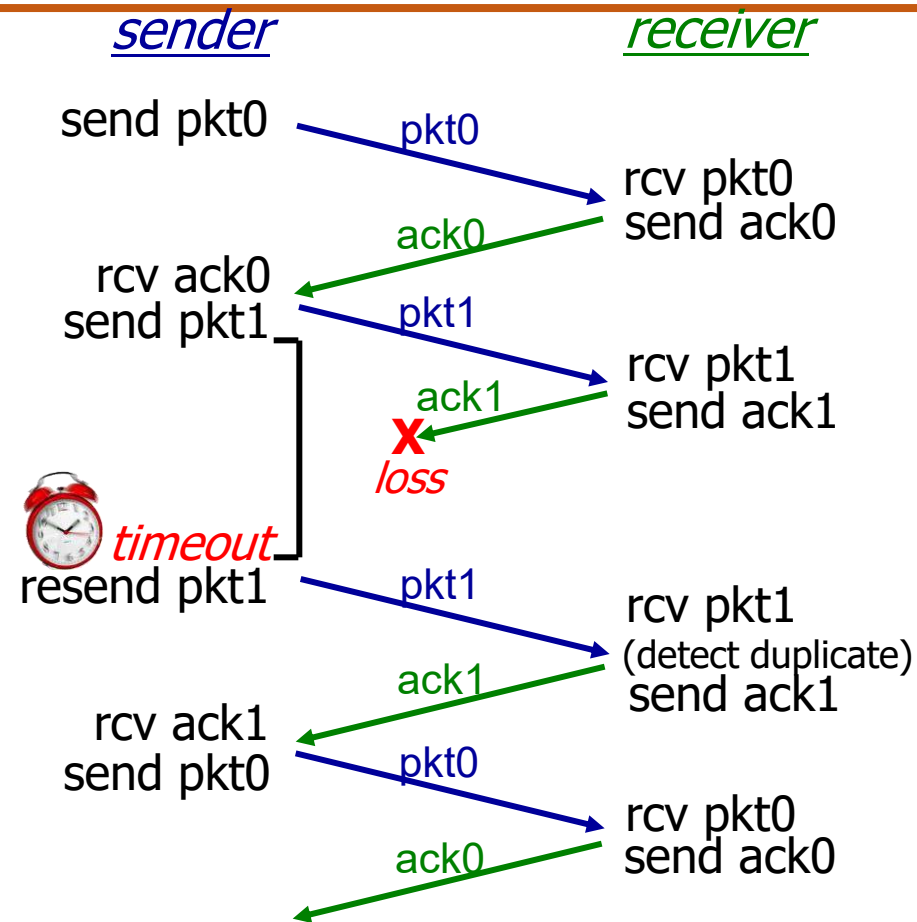 sender
receiver
send pkt0
pkt0
rcv pkt0
send ack0
ack0
rcv ack0
send pkt1
pkt1
rcv pkt1
send ack1
ack1
X
loss
timeout
resend pkt1
pkt1
rcv pkt1
(detect duplicate)
send ack1
ack1
rcv ack1
send pkt0
pkt0
rcv pkt0
send ack0
ack0